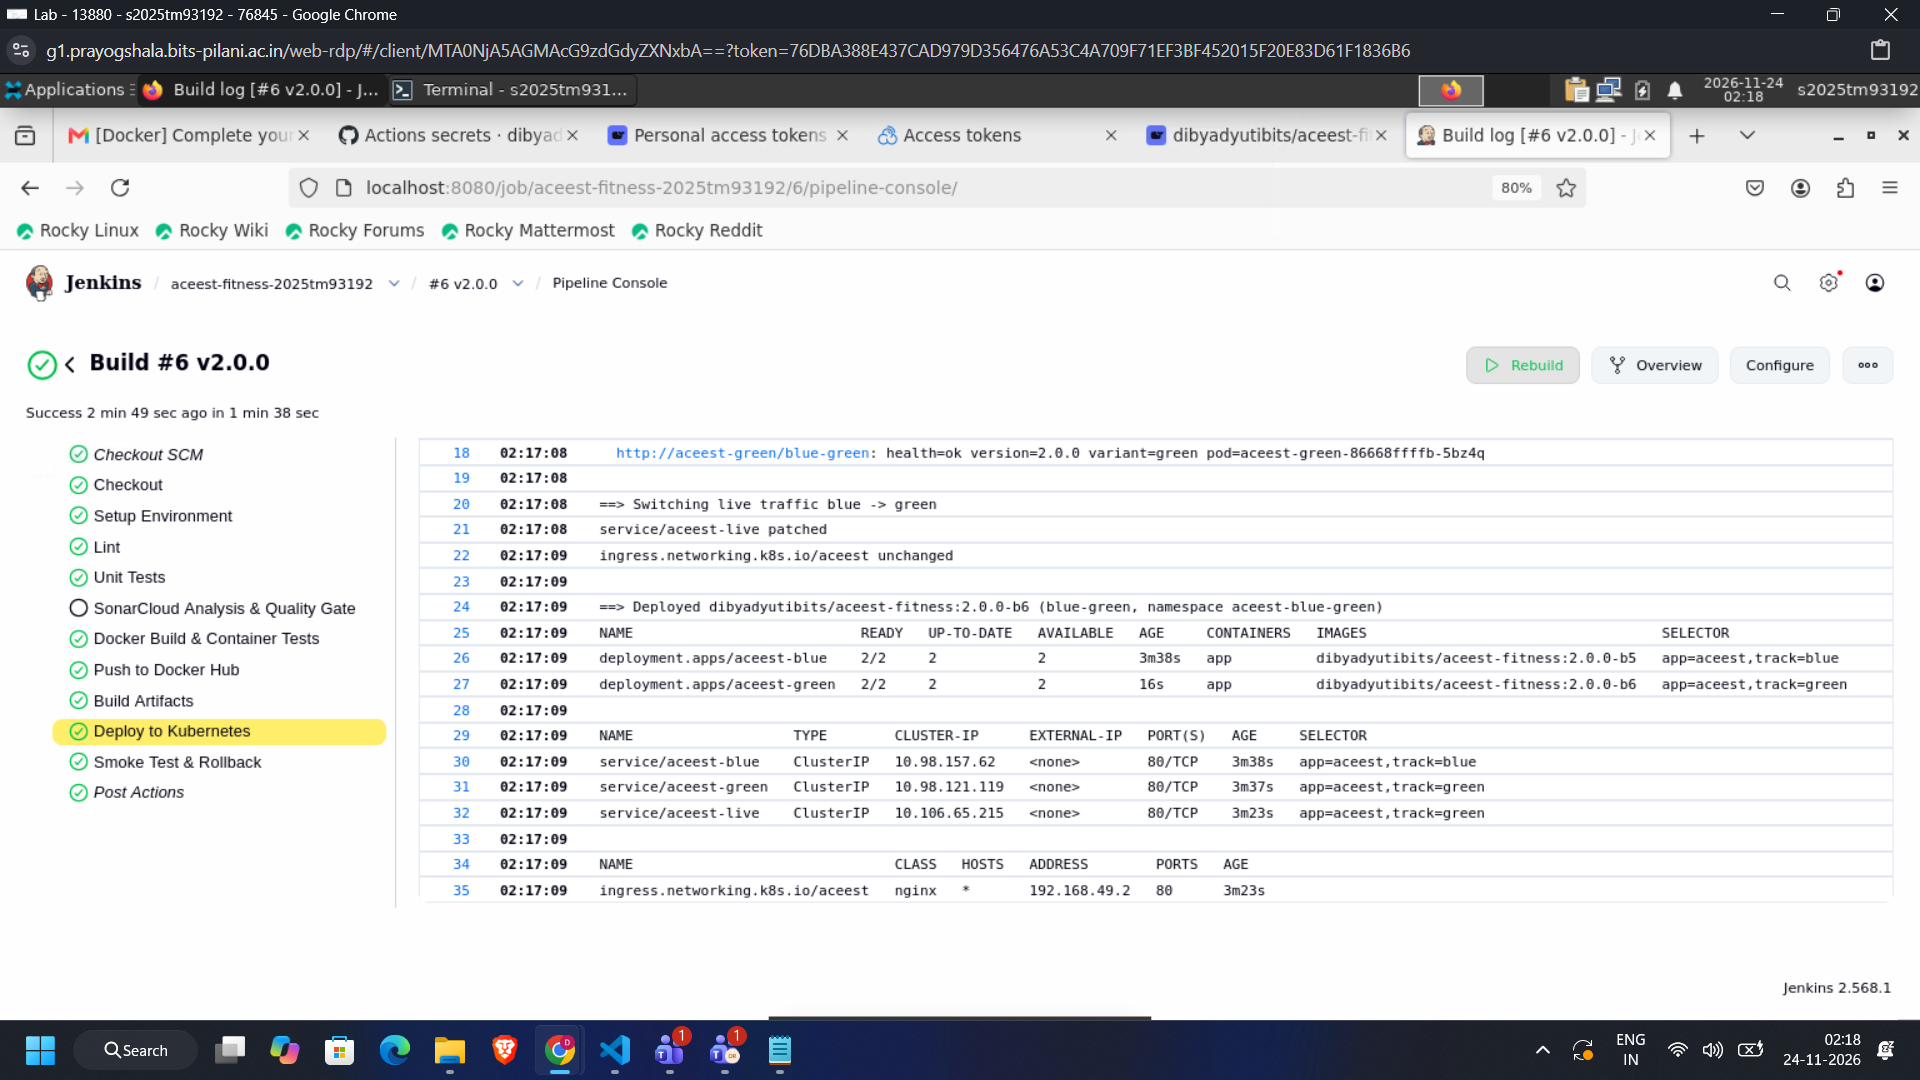 Lab - 13880 - s2025tm93192 - 76845 - Google Chrome
g1.prayogshala.bits-pilani.ac.in/web-rdp/#/client/MTA0NjA5AGMAcG9zdGdyZXNxbA==?token=76DBA388E437CAD979D356476A53C4A709F71EF3BF452015F20E83D61F1836B6
Applications
Build log [#6 v2.0.0] - J...
Terminal - s2025tm931...
2026-11-24
02:18
s2025tm93192
[Docker] Complete your
Actions secrets · dibyad
Personal access tokens
Access tokens
dibyadyutibits/aceest-fi
Build log [#6 v2.0.0] - J
localhost:8080/job/aceest-fitness-2025tm93192/6/pipeline-console/
80%
Rocky Linux
Rocky Wiki
Rocky Forums
Rocky Mattermost
Rocky Reddit
Jenkins / aceest-fitness-2025tm93192 / #6 v2.0.0 / Pipeline Console
Build #6 v2.0.0
Rebuild
Overview
Configure
Success 2 min 49 sec ago in 1 min 38 sec
Checkout SCM
Checkout
Setup Environment
Lint
Unit Tests
SonarCloud Analysis & Quality Gate
Docker Build & Container Tests
Push to Docker Hub
Build Artifacts
Deploy to Kubernetes
Smoke Test & Rollback
Post Actions
18 02:17:08 http://aceest-green/blue-green: health=ok version=2.0.0 variant=green pod=aceest-green-86668ffffb-5bz4q
19 02:17:08
20 02:17:08 ==> Switching live traffic blue -> green
21 02:17:08 service/aceest-live patched
22 02:17:09 ingress.networking.k8s.io/aceest unchanged
23 02:17:09
24 02:17:09 ==> Deployed dibyadyutibits/aceest-fitness:2.0.0-b6 (blue-green, namespace aceest-blue-green)
25 02:17:09 NAME READY UP-TO-DATE AVAILABLE AGE CONTAINERS IMAGES SELECTOR
26 02:17:09 deployment.apps/aceest-blue 2/2 2 2 3m38s app dibyadyutibits/aceest-fitness:2.0.0-b5 app=aceest,track=blue
27 02:17:09 deployment.apps/aceest-green 2/2 2 2 16s app dibyadyutibits/aceest-fitness:2.0.0-b6 app=aceest,track=green
28 02:17:09
29 02:17:09 NAME TYPE CLUSTER-IP EXTERNAL-IP PORT(S) AGE SELECTOR
30 02:17:09 service/aceest-blue ClusterIP 10.98.157.62 <none> 80/TCP 3m38s app=aceest,track=blue
31 02:17:09 service/aceest-green ClusterIP 10.98.121.119 <none> 80/TCP 3m37s app=aceest,track=green
32 02:17:09 service/aceest-live ClusterIP 10.106.65.215 <none> 80/TCP 3m23s app=aceest,track=green
33 02:17:09
34 02:17:09 NAME CLASS HOSTS ADDRESS PORTS AGE
35 02:17:09 ingress.networking.k8s.io/aceest nginx * 192.168.49.2 80 3m23s
Jenkins 2.568.1
Search
1
1
ENG
IN
02:18
24-11-2026